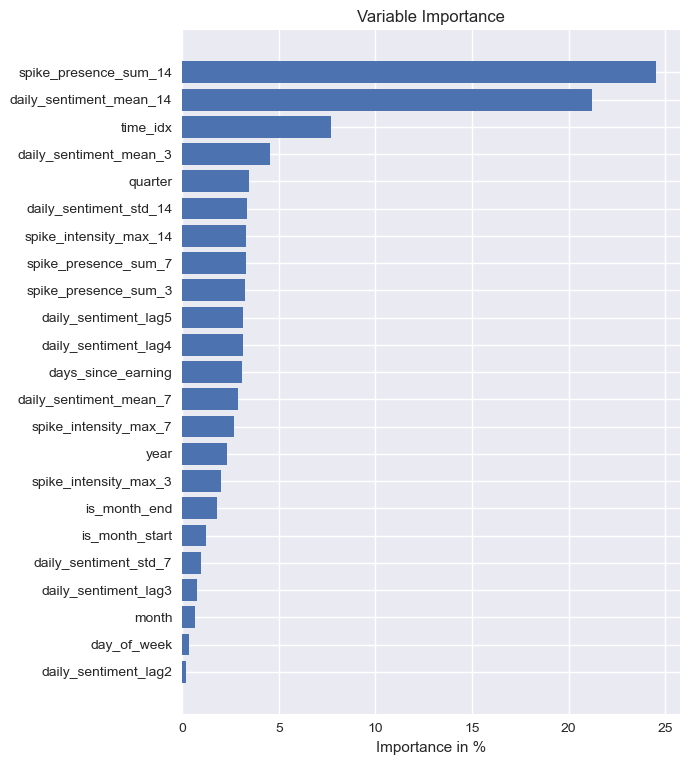 Variable Importance
spike_presence_sum_14
daily_sentiment_mean_14
time_idx
daily_sentiment_mean_3
quarter
daily_sentiment_std_14
spike_intensity_max_14
spike_presence_sum_7
spike_presence_sum_3
daily_sentiment_lag5
daily_sentiment_lag4
days_since_earning
daily_sentiment_mean_7
spike_intensity_max_7
year
spike_intensity_max_3
is_month_end
is_month_start
daily_sentiment_std_7
daily_sentiment_lag3
month
day_of_week
daily_sentiment_lag2
0 5 10 15 20 25
Importance in %